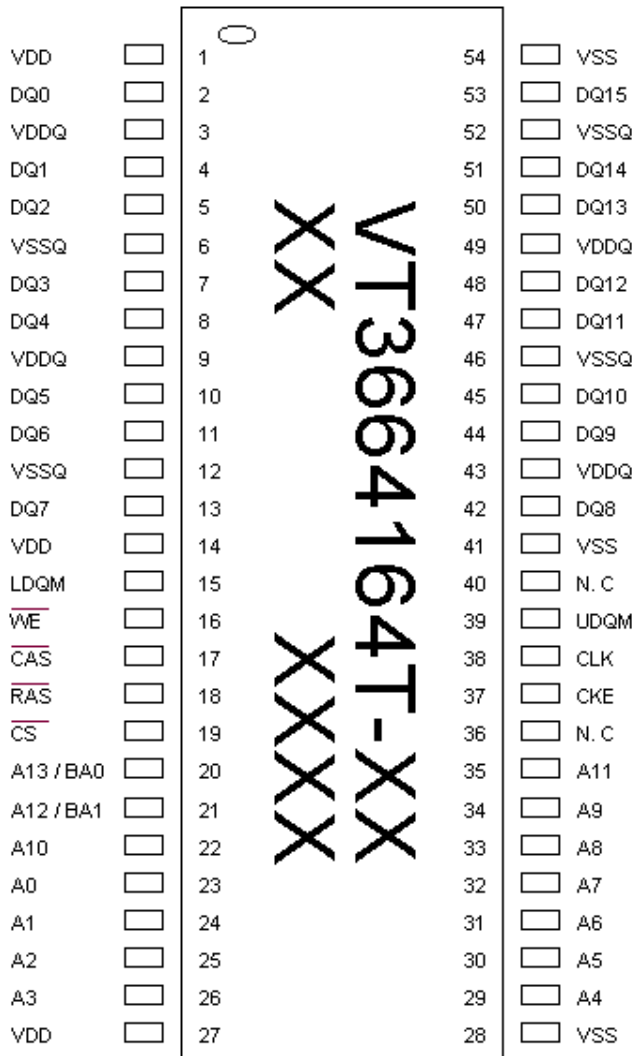 VDD 1 54 VSS
DQ0 2 53 DQ15
VDDQ 3 52 VSSQ
DQ1 4 51 DQ14
DQ2 5 50 DQ13
VSSQ 6 49 VDDQ
DQ3 7 48 DQ12
DQ4 8 47 DQ11
VDDQ 9 46 VSSQ
DQ5 10 45 DQ10
DQ6 11 44 DQ9
VSSQ 12 43 VDDQ
DQ7 13 42 DQ8
VDD 14 41 VSS
LDQM 15 40 N.C
W̅E̅ 16 39 UDQM
C̅A̅S̅ 17 38 CLK
R̅A̅S̅ 18 37 CKE
C̅S̅ 19 36 N.C
A13 / BA0 20 35 A11
A12 / BA1 21 34 A9
A10 22 33 A8
A0 23 32 A7
A1 24 31 A6
A2 25 30 A5
A3 26 29 A4
VDD 27 28 VSS
VT3664164T-XX
XX XXXX